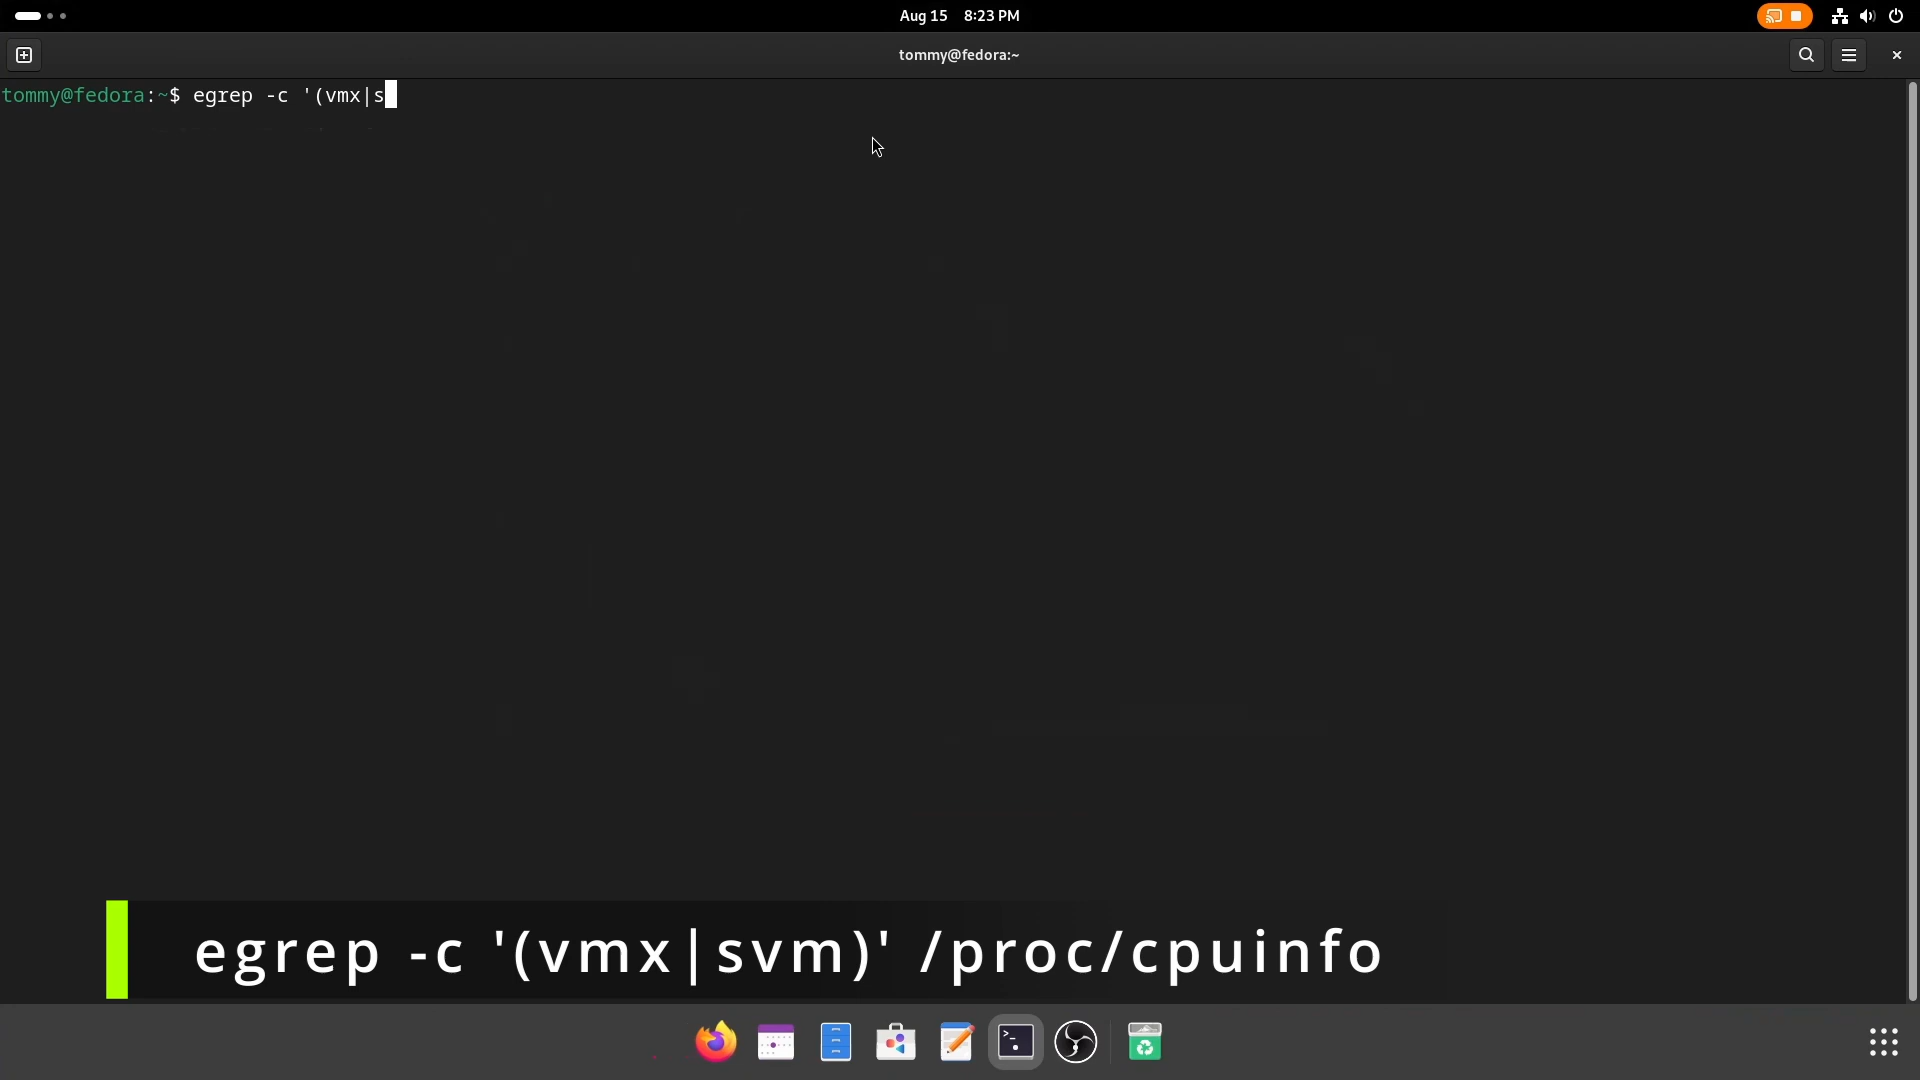 Aug 15 8:23 PM
tommy@fedora:~
tommy@fedora:~$ egrep -c '(vmx|s
egrep -c '(vmx|svm)' /proc/cpuinfo